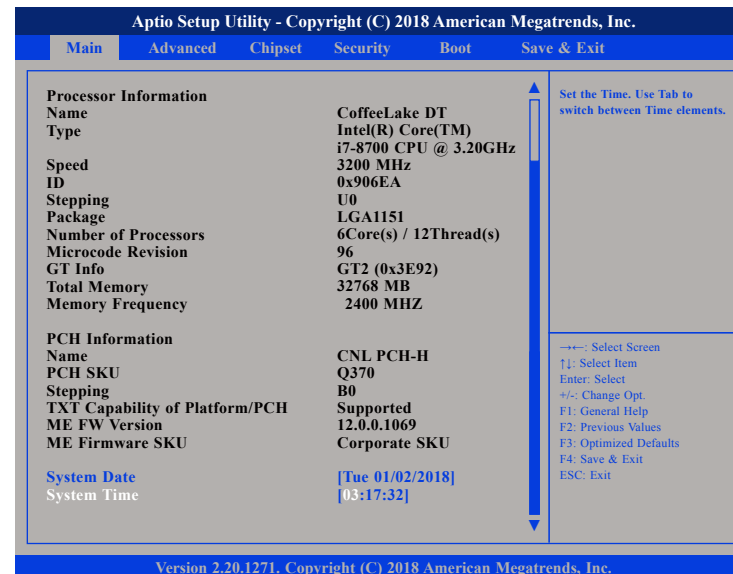 Aptio Setup Utility - Copyright (C) 2018 American Megatrends, Inc.
Main Advanced Chipset Security Boot Save & Exit
Processor Information
Name CoffeeLake DT
Type Intel(R) Core(TM)
i7-8700 CPU @ 3.20GHz
Speed 3200 MHz
ID 0x906EA
Stepping U0
Package LGA1151
Number of Processors 6Core(s) / 12Thread(s)
Microcode Revision 96
GT Info GT2 (0x3E92)
Total Memory 32768 MB
Memory Frequency 2400 MHZ
PCH Information
Name CNL PCH-H
PCH SKU Q370
Stepping B0
TXT Capability of Platform/PCH Supported
ME FW Version 12.0.0.1069
ME Firmware SKU Corporate SKU
System Date [Tue 01/02/2018]
System Time [03:17:32]
Set the Time. Use Tab to
switch between Time elements.
→←: Select Screen
↑↓: Select Item
Enter: Select
+/-: Change Opt.
F1: General Help
F2: Previous Values
F3: Optimized Defaults
F4: Save & Exit
ESC: Exit
Version 2.20.1271. Copyright (C) 2018 American Megatrends, Inc.